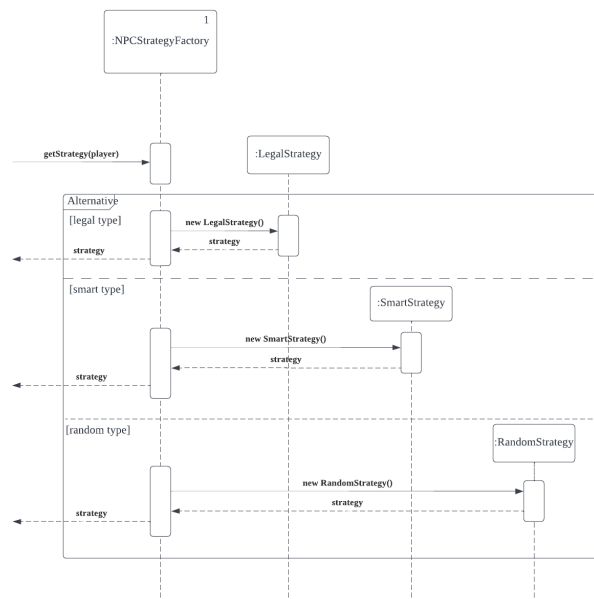 1
:NPCStrategyFactory
getStrategy(player)
:LegalStrategy
Alternative
[legal type]
new LegalStrategy()
strategy
strategy
[smart type]
:SmartStrategy
new SmartStrategy()
strategy
strategy
[random type]
:RandomStrategy
new RandomStrategy()
strategy
strategy